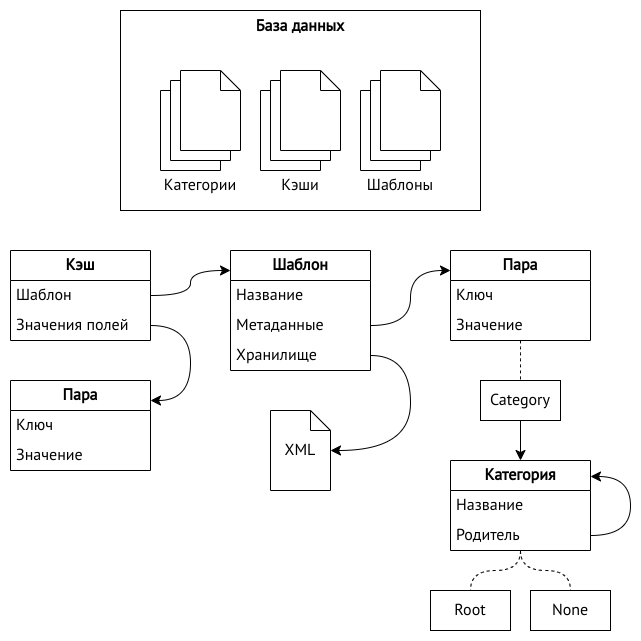 База данных
Категории
Кэши
Шаблоны
Кэш
Шаблон
Значения полей
Шаблон
Название
Метаданные
Хранилище
Пара
Ключ
Значение
Пара
Ключ
Значение
XML
Category
Категория
Название
Родитель
Root
None